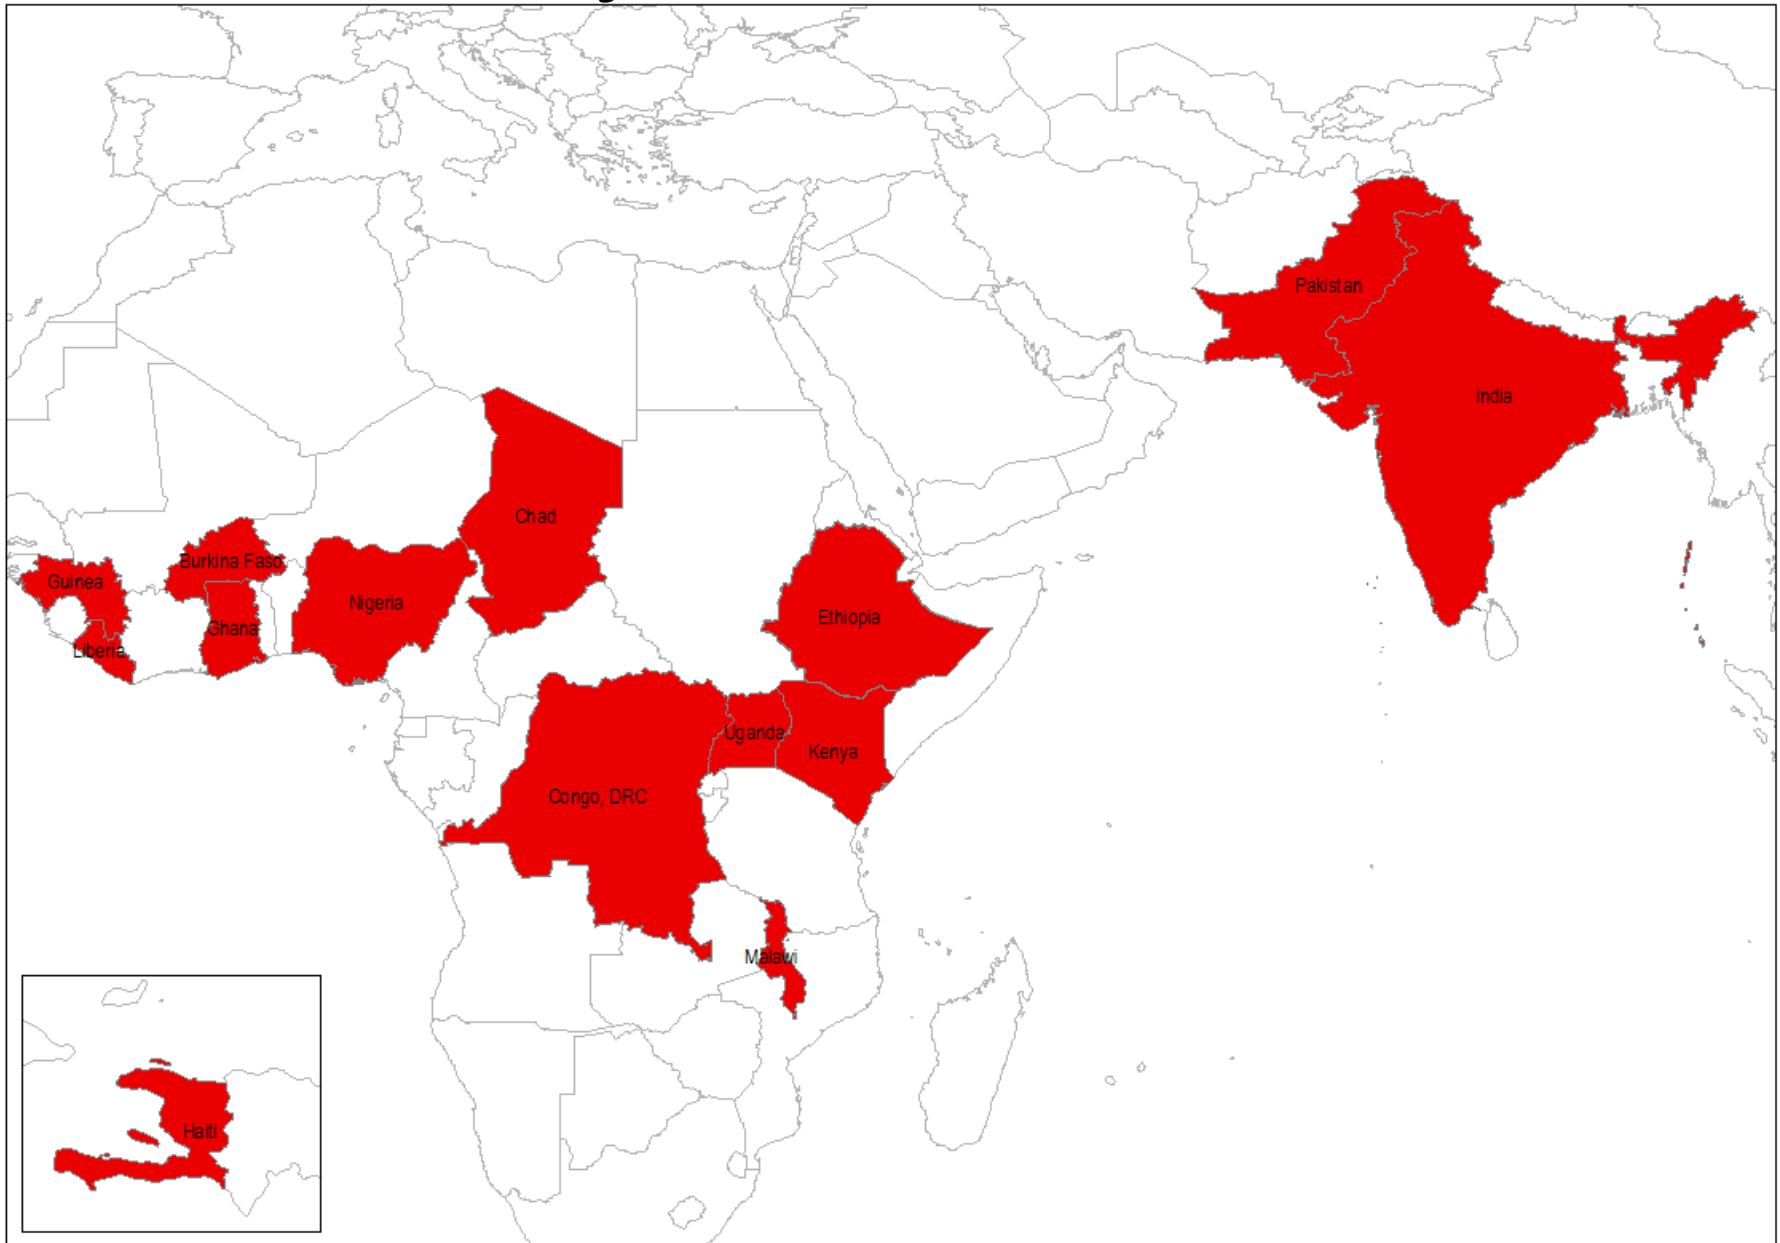 Pakistan
India
Chad
Burkina Faso
Guinea
Nigeria
Ethiopia
Ghana
Liberia
Uganda
Kenya
Congo, DRC
Malawi
Haiti